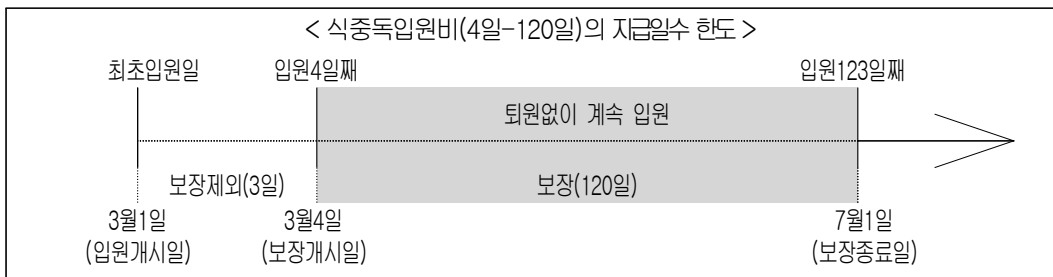 < 식중독입원비(4일-120일)의 지급일수 한도 >
최초입원일 입원4일째 입원123일째
퇴원없이 계속 입원
보장제외(3일) 보장(120일)
3월1일 3월4일 7월1일
(입원개시일) (보장개시일) (보장종료일)